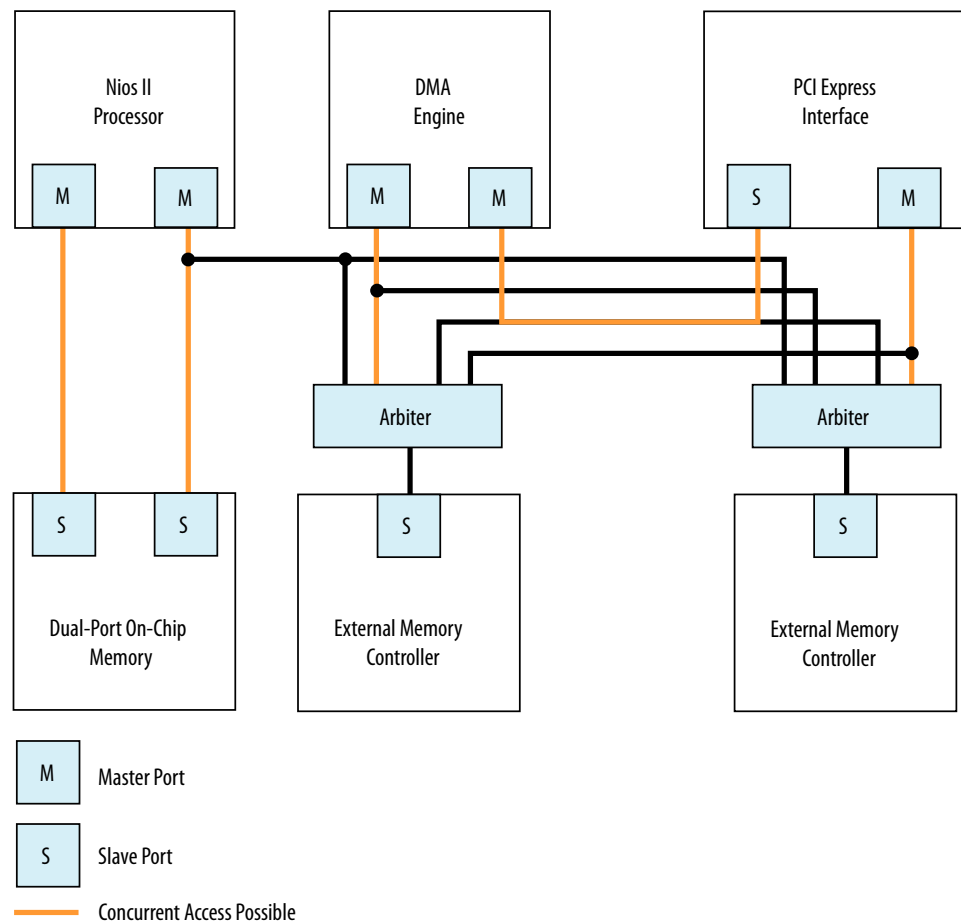 Nios II
Processor
DMA
Engine
PCI Express
Interface
M
M
M
M
S
M
Arbiter
Arbiter
S
S
S
S
Dual-Port On-Chip
Memory
External Memory
Controller
External Memory
Controller
M
Master Port
S
Slave Port
Concurrent Access Possible